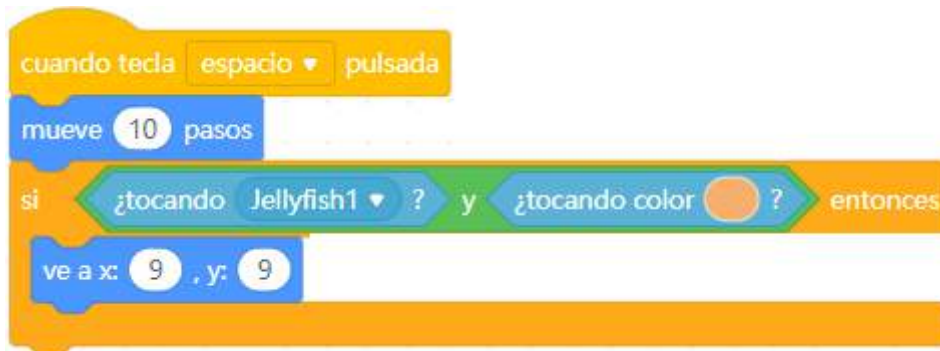 cuando tecla espacio pulsada
mueve 10 pasos
si ¿tocando Jellyfish1 ? y ¿tocando color ? entonces
ve a x: 9 , y: 9